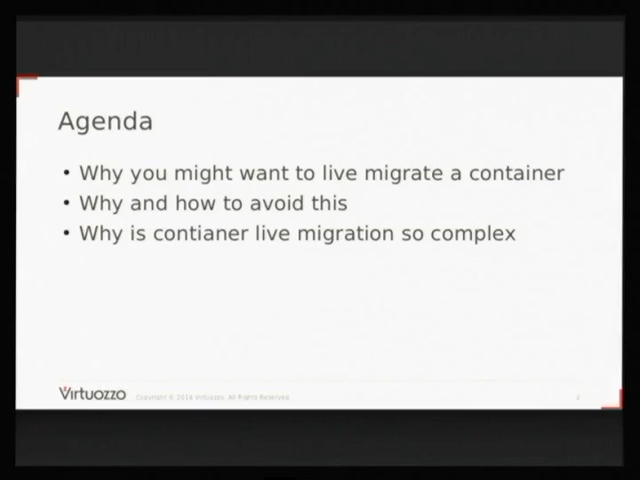 Agenda
• Why you might want to live migrate a container
• Why and how to avoid this
• Why is contianer live migration so complex
Virtuozzo Copyright © 2016 Virtuozzo. All Rights Reserved.
2